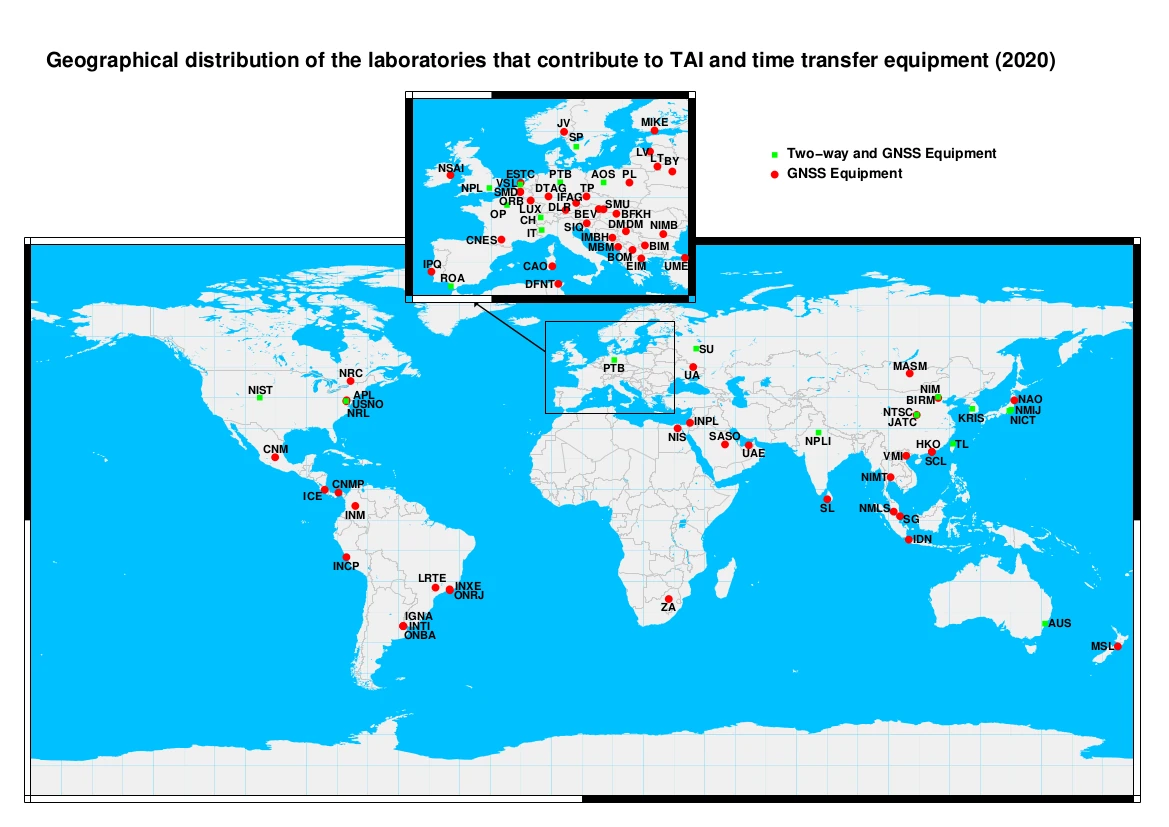 Geographical distribution of the laboratories that contribute to TAI and time transfer equipment (2020)
Two-way and GNSS Equipment
GNSS Equipment
JV
MIKE
SP
LV
LT
BY
NSAI
ESTC
PTB
AOS
PL
VSL
NPL
SMD
DTAG
TP
IFAG
ORB
LUX
DLR
SMU
OP
CH
BEV
BFKH
SIQ
DMDM
NIMB
IT
IMBH
CNES
MBM
BIM
BOM
IPQ
CAO
EIM
UME
ROA
DFNT
SU
PTB
UA
MASM
NRC
NIST
APL
USNO
NRL
NIM
BIRM
NAO
NMIJ
NICT
NTSC
JATC
KRIS
INPL
NIS
SASO
UAE
NPLI
HKO
TL
SCL
VMI
CNM
NIMT
CNMP
ICE
INM
SL
NMLS
SG
IDN
INCP
LRTE
INXE
ONRJ
ZA
IGNA
INTI
ONBA
AUS
MSL